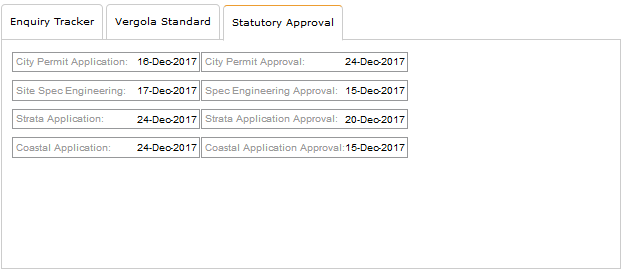 Enquiry Tracker Vergola Standard Statutory Approval
City Permit Application: 16-Dec-2017 City Permit Approval: 24-Dec-2017
Site Spec Engineering: 17-Dec-2017 Spec Engineering Approval: 15-Dec-2017
Strata Application: 24-Dec-2017 Strata Application Approval: 20-Dec-2017
Coastal Application: 24-Dec-2017 Coastal Application Approval: 15-Dec-2017